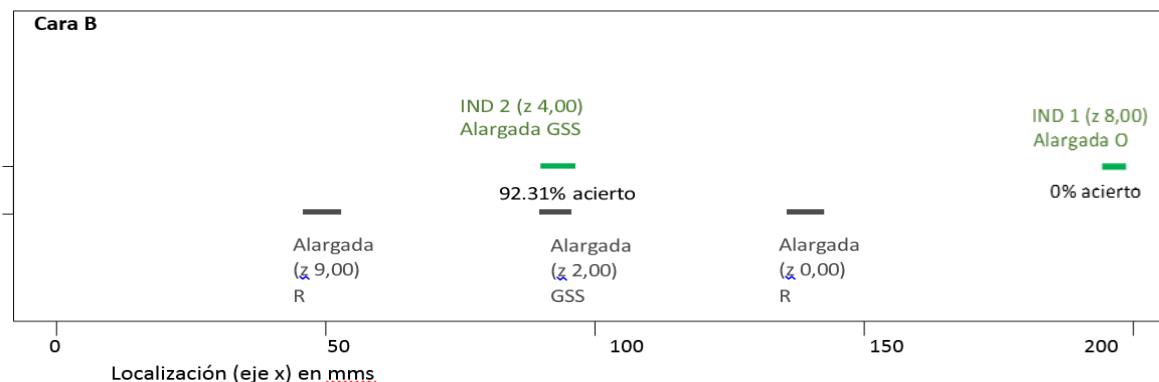 Cara B
IND 2 (z 4,00)
Alargada GSS
IND 1 (z 8,00)
Alargada O
92.31% acierto
0% acierto
Alargada
(z 9,00)
R
Alargada
(z 2,00)
GSS
Alargada
(z 0,00)
R
0
50
100
150
200
Localización (eje x) en mms